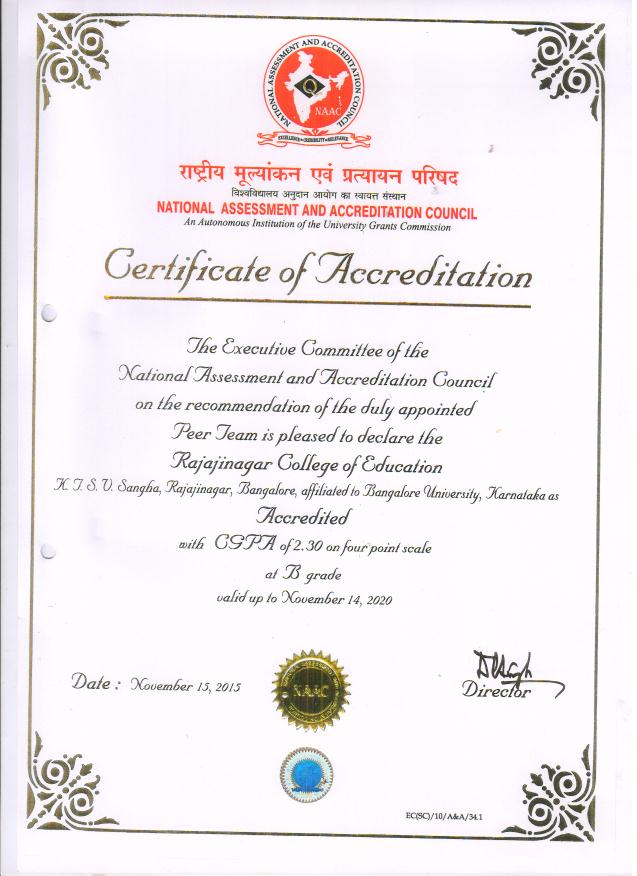 NATIONAL ASSESSMENT AND ACCREDITATION COUNCIL
Q
NAAC
EXCELLENCE • CREDIBILITY • RELEVANCE
राष्ट्रीय मूल्यांकन एवं प्रत्यायन परिषद
विश्वविद्यालय अनुदान आयोग का स्वायत्त संस्थान
NATIONAL ASSESSMENT AND ACCREDITATION COUNCIL
An Autonomous Institution of the University Grants Commission
Certificate of Accreditation
The Executive Committee of the
National Assessment and Accreditation Council
on the recommendation of the duly appointed
Peer Team is pleased to declare the
Rajajinagar College of Education
K. T. S. V. Sangha, Rajajinagar, Bangalore, affiliated to Bangalore University, Karnataka as
Accredited
with CGPA of 2.30 on four point scale
at B grade
valid up to November 14, 2020
Date : November 15, 2015
NAAC
Director
EC(SC)/10/A&A/34.1